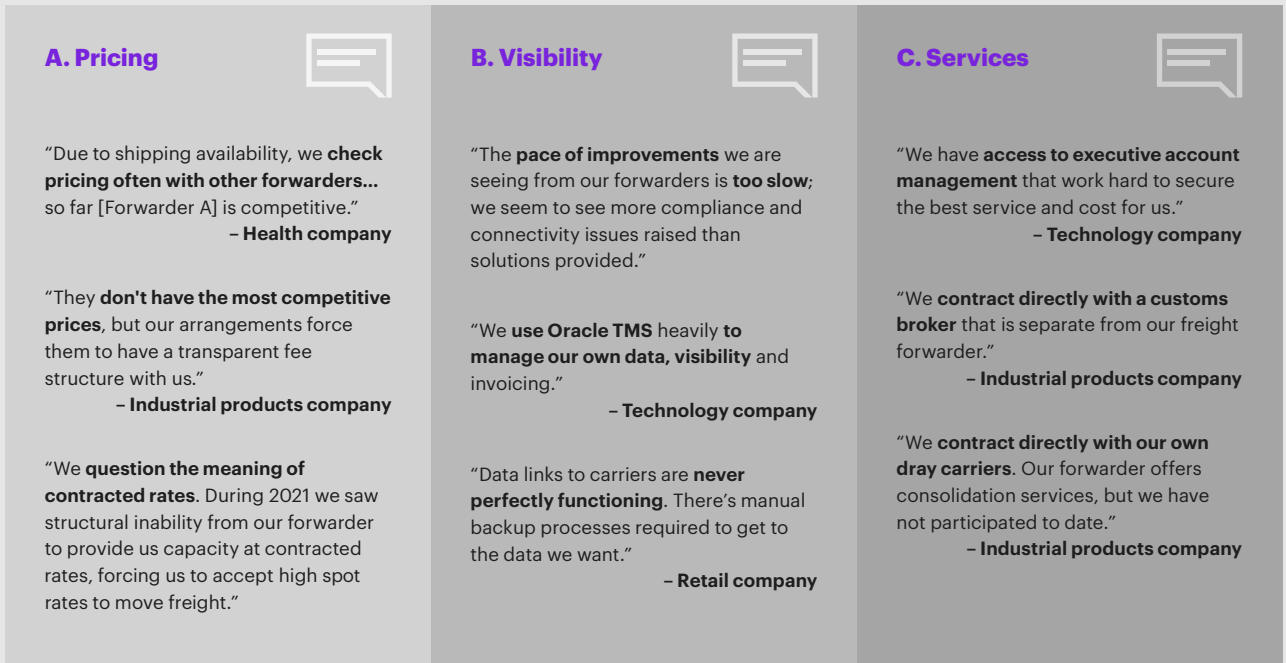 A. Pricing
“Due to shipping availability, we check
pricing often with other forwarders...
so far [Forwarder A] is competitive.”
– Health company
“They don't have the most competitive
prices, but our arrangements force
them to have a transparent fee
structure with us.”
– Industrial products company
“We question the meaning of
contracted rates. During 2021 we saw
structural inability from our forwarder
to provide us capacity at contracted
rates, forcing us to accept high spot
rates to move freight.”
B. Visibility
“The pace of improvements we are
seeing from our forwarders is too slow;
we seem to see more compliance and
connectivity issues raised than
solutions provided.”
“We use Oracle TMS heavily to
manage our own data, visibility and
invoicing.”
– Technology company
“Data links to carriers are never
perfectly functioning. There’s manual
backup processes required to get to
the data we want.”
– Retail company
C. Services
“We have access to executive account
management that work hard to secure
the best service and cost for us.”
– Technology company
“We contract directly with a customs
broker that is separate from our freight
forwarder.”
– Industrial products company
“We contract directly with our own
dray carriers. Our forwarder offers
consolidation services, but we have
not participated to date.”
– Industrial products company